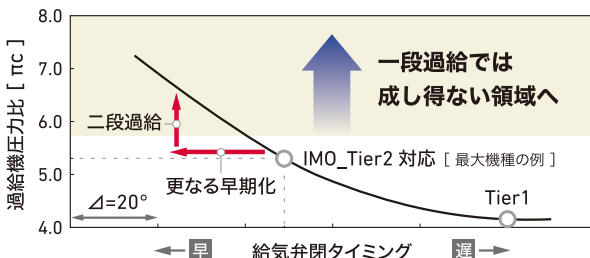 過給機圧力比［πc］
8.0
7.0
6.0
5.0
4.0
一段過給では
成し得ない領域へ
二段過給
IMO_Tier2 対応［最大機種の例］
更なる早期化
Tier1
⊿=20°
早
給気弁閉タイミング
遅